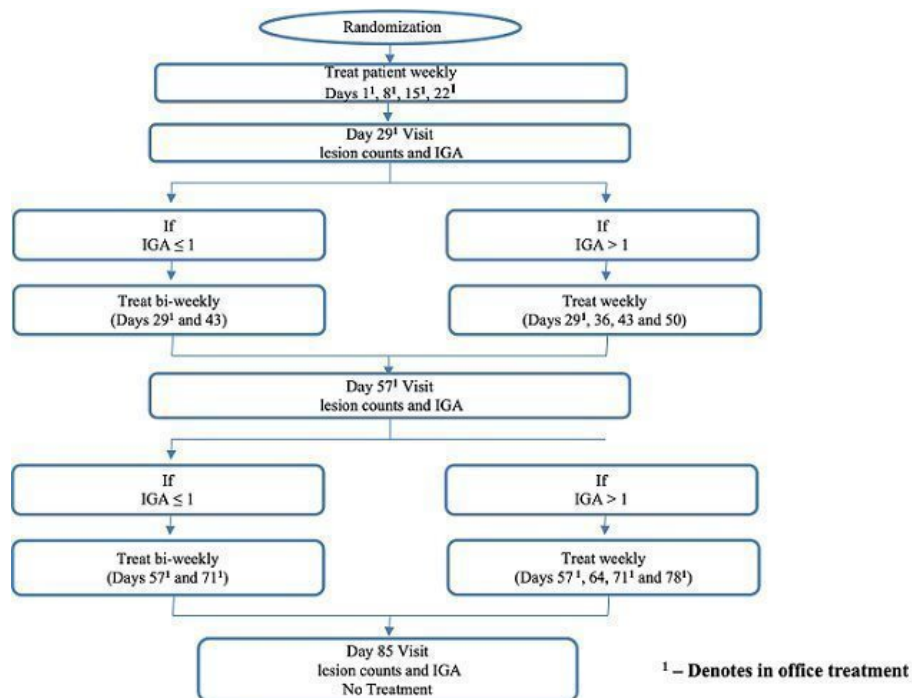 Randomization
Treat patient weekly
Days 1¹, 8¹, 15¹, 22¹
Day 29¹ Visit
lesion counts and IGA
If
IGA ≤ 1
If
IGA > 1
Treat bi-weekly
(Days 29¹ and 43)
Treat weekly
(Days 29¹, 36, 43 and 50)
Day 57¹ Visit
lesion counts and IGA
If
IGA ≤ 1
If
IGA > 1
Treat bi-weekly
(Days 57¹ and 71¹)
Treat weekly
(Days 57¹, 64, 71¹ and 78¹)
Day 85 Visit
lesion counts and IGA
No Treatment
¹ – Denotes in office treatment